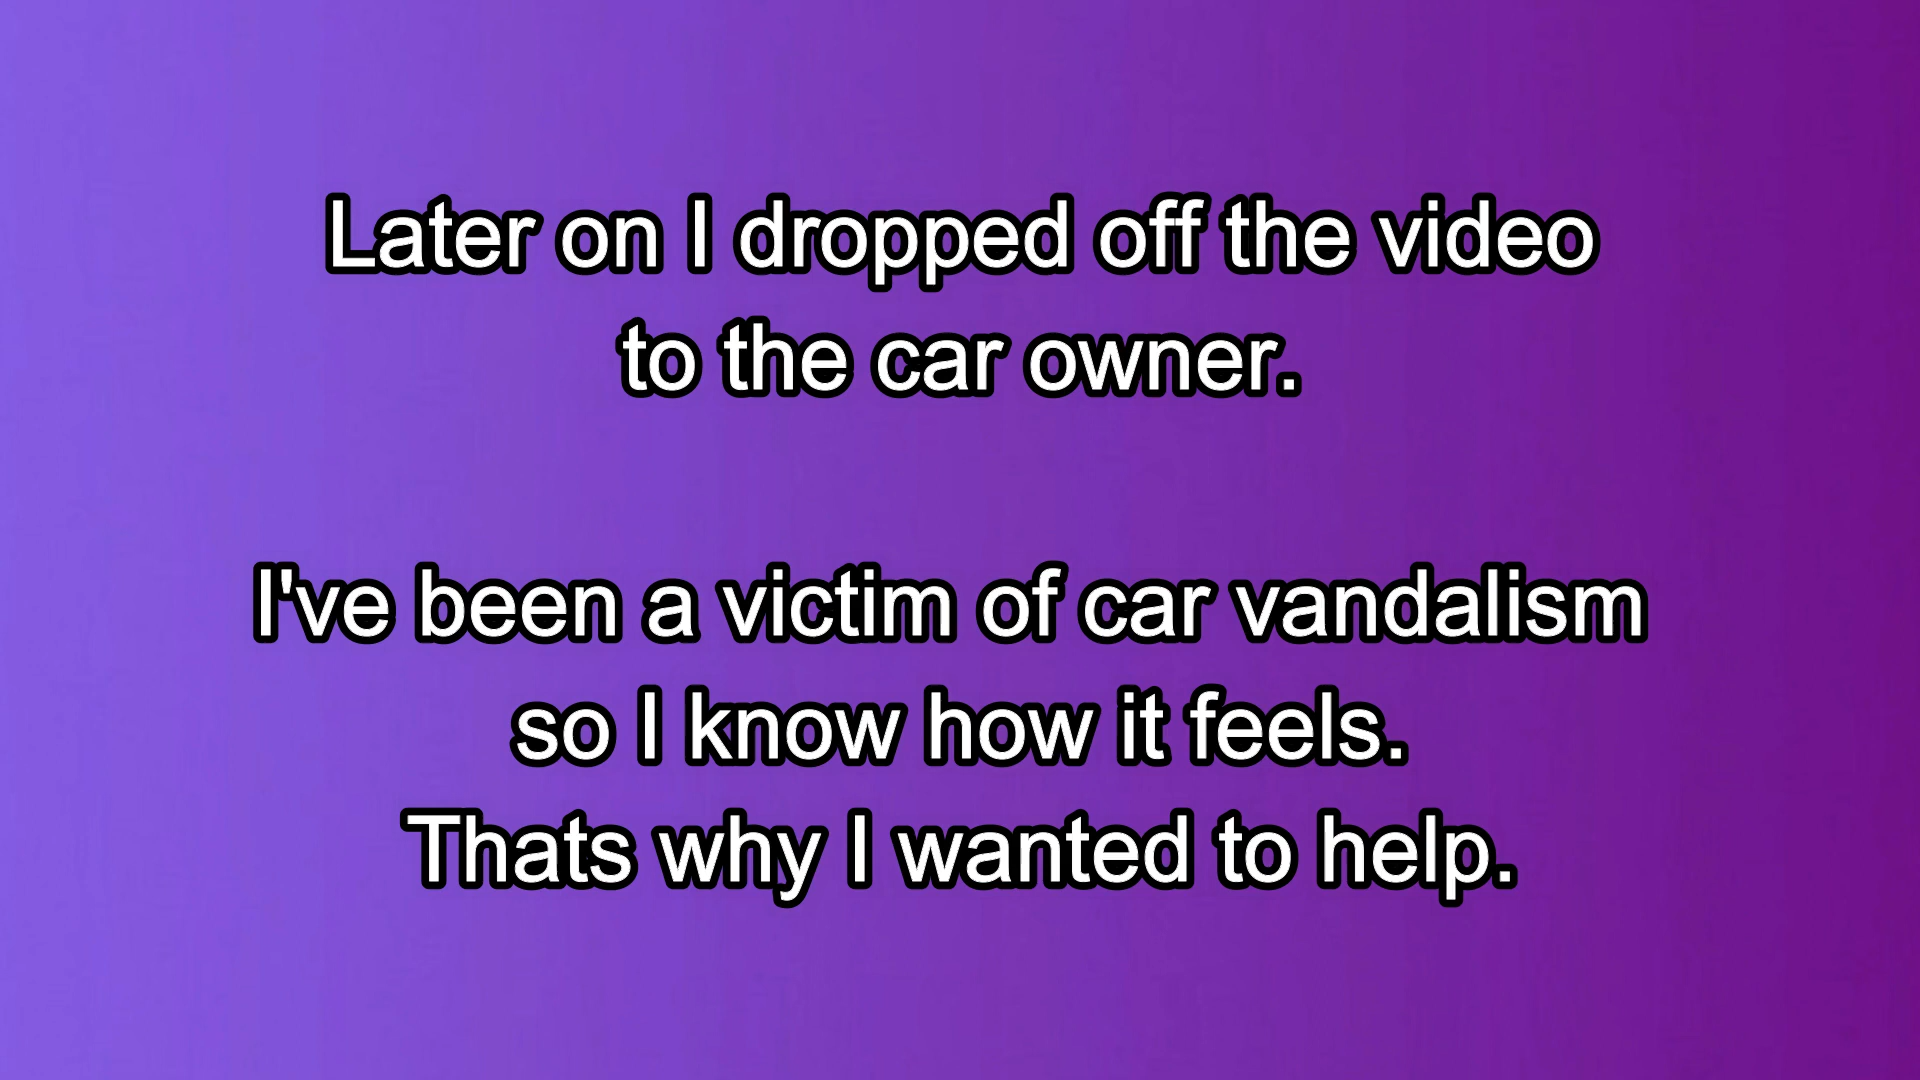 Later on I dropped off the video
to the car owner.
I've been a victim of car vandalism
so I know how it feels.
Thats why I wanted to help.